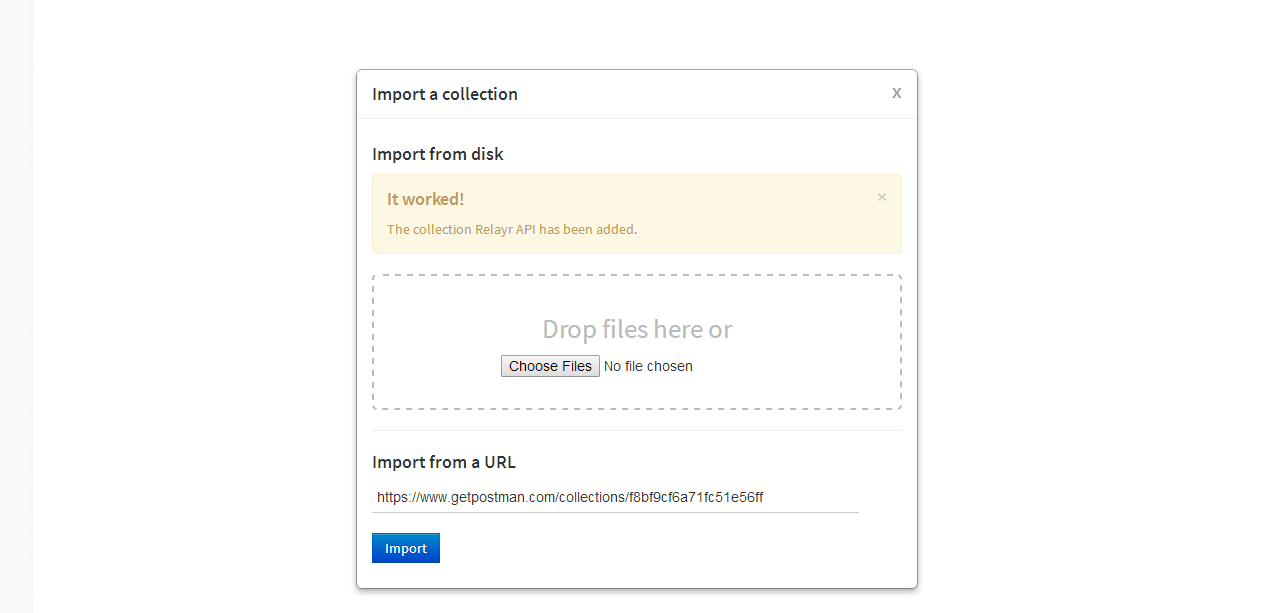 Import a collection
X
Import from disk
It worked!
×
The collection Relayr API has been added.
Drop files here or
Choose Files No file chosen
Import from a URL
https://www.getpostman.com/collections/f8bf9cf6a71fc51e56ff
Import